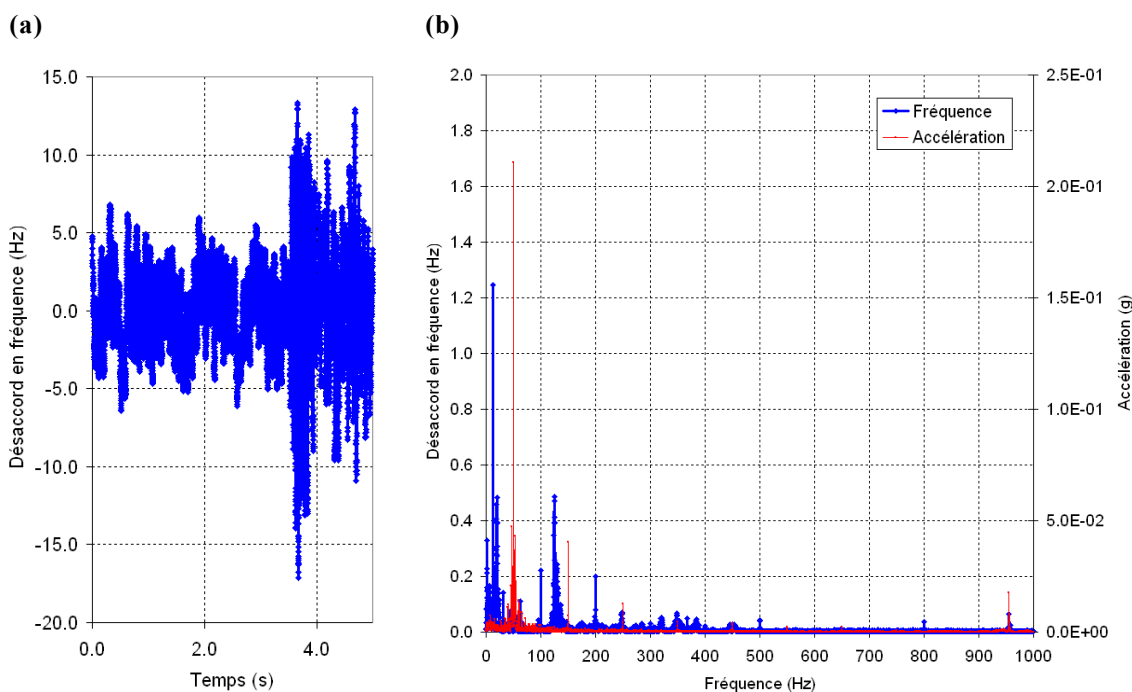 (a)
(b)
15.0
10.0
5.0
0.0
-5.0
-10.0
-15.0
-20.0
Désaccord en fréquence (Hz)
0.0 2.0 4.0
Temps (s)
2.0
1.8
1.6
1.4
1.2
1.0
0.8
0.6
0.4
0.2
0.0
Désaccord en fréquence (Hz)
Fréquence
Accélération
2.5E-01
2.0E-01
1.5E-01
1.0E-01
5.0E-02
0.0E+00
Accélération (g)
0 100 200 300 400 500 600 700 800 900 1000
Fréquence (Hz)